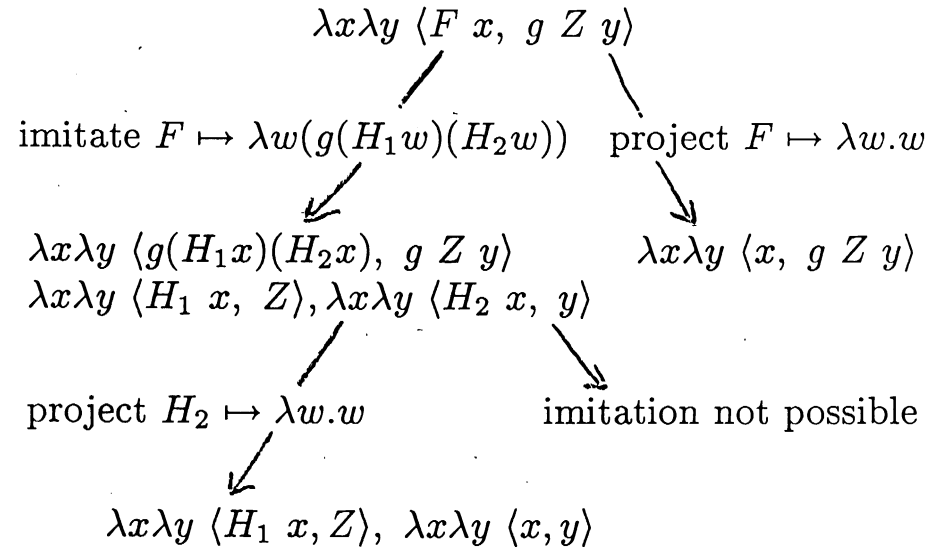 λxλy ⟨F x, g Z y⟩
imitate F ↦ λw(g(H₁w)(H₂w)) project F ↦ λw.w
λxλy ⟨g(H₁x)(H₂x), g Z y⟩ λxλy ⟨x, g Z y⟩
λxλy ⟨H₁ x, Z⟩, λxλy ⟨H₂ x, y⟩
project H₂ ↦ λw.w imitation not possible
λxλy ⟨H₁ x, Z⟩, λxλy ⟨x, y⟩